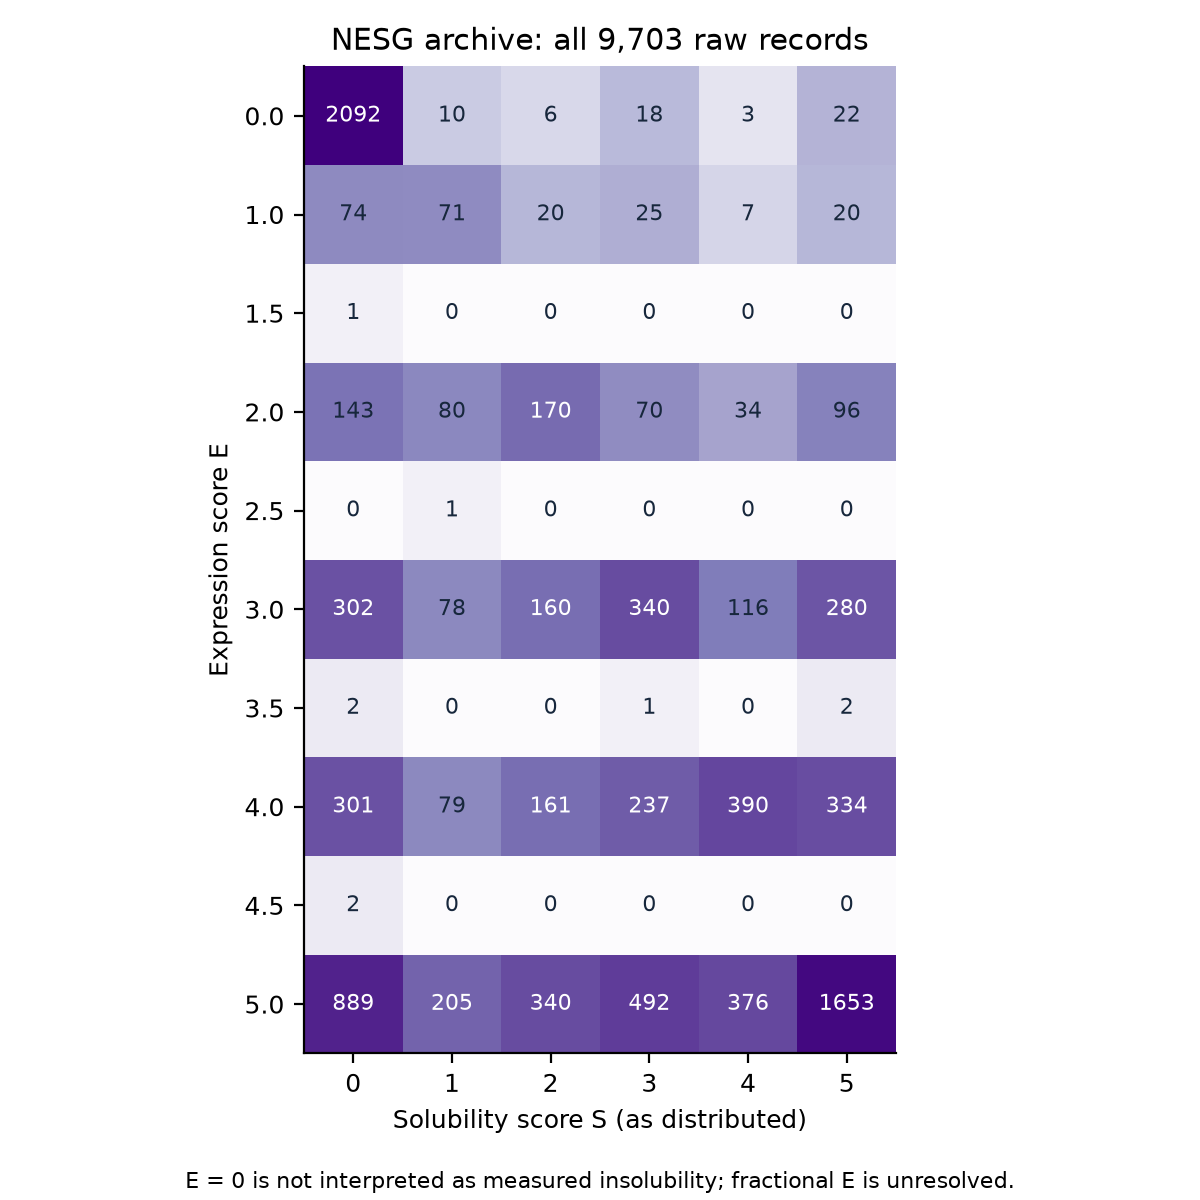 NESG archive: all 9,703 raw records
0.0 2092 10 6 18 3 22
1.0 74 71 20 25 7 20
1.5 1 0 0 0 0 0
2.0 143 80 170 70 34 96
2.5 0 1 0 0 0 0
3.0 302 78 160 340 116 280
3.5 2 0 0 1 0 2
4.0 301 79 161 237 390 334
4.5 2 0 0 0 0 0
5.0 889 205 340 492 376 1653
Expression score E
0 1 2 3 4 5
Solubility score S (as distributed)
E = 0 is not interpreted as measured insolubility; fractional E is unresolved.